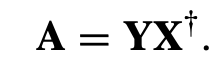 𝐀 = 𝐘𝐗†.